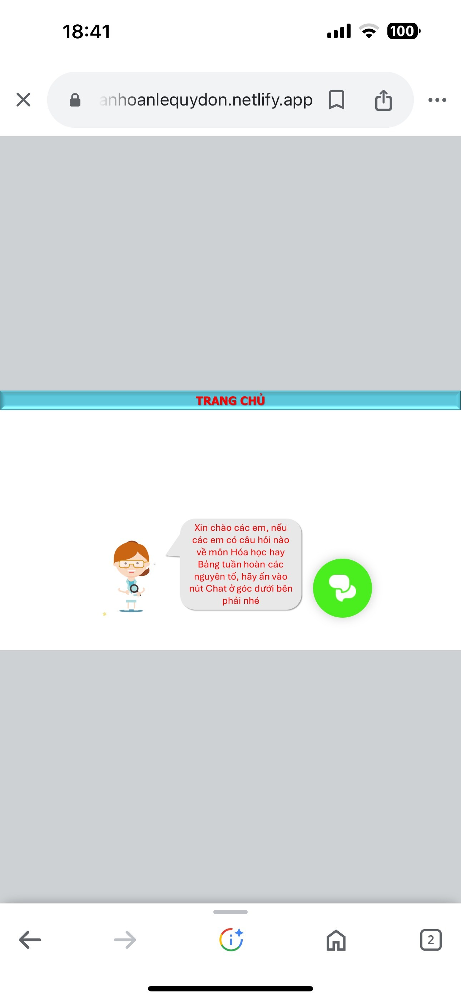 18:41
100
anhoanlequydon.netlify.app
TRANG CHỦ
Xin chào các em, nếu
các em có câu hỏi nào
về môn Hóa học hay
Bảng tuần hoàn các
nguyên tố, hãy ấn vào
nút Chat ở góc dưới bên
phải nhé
2